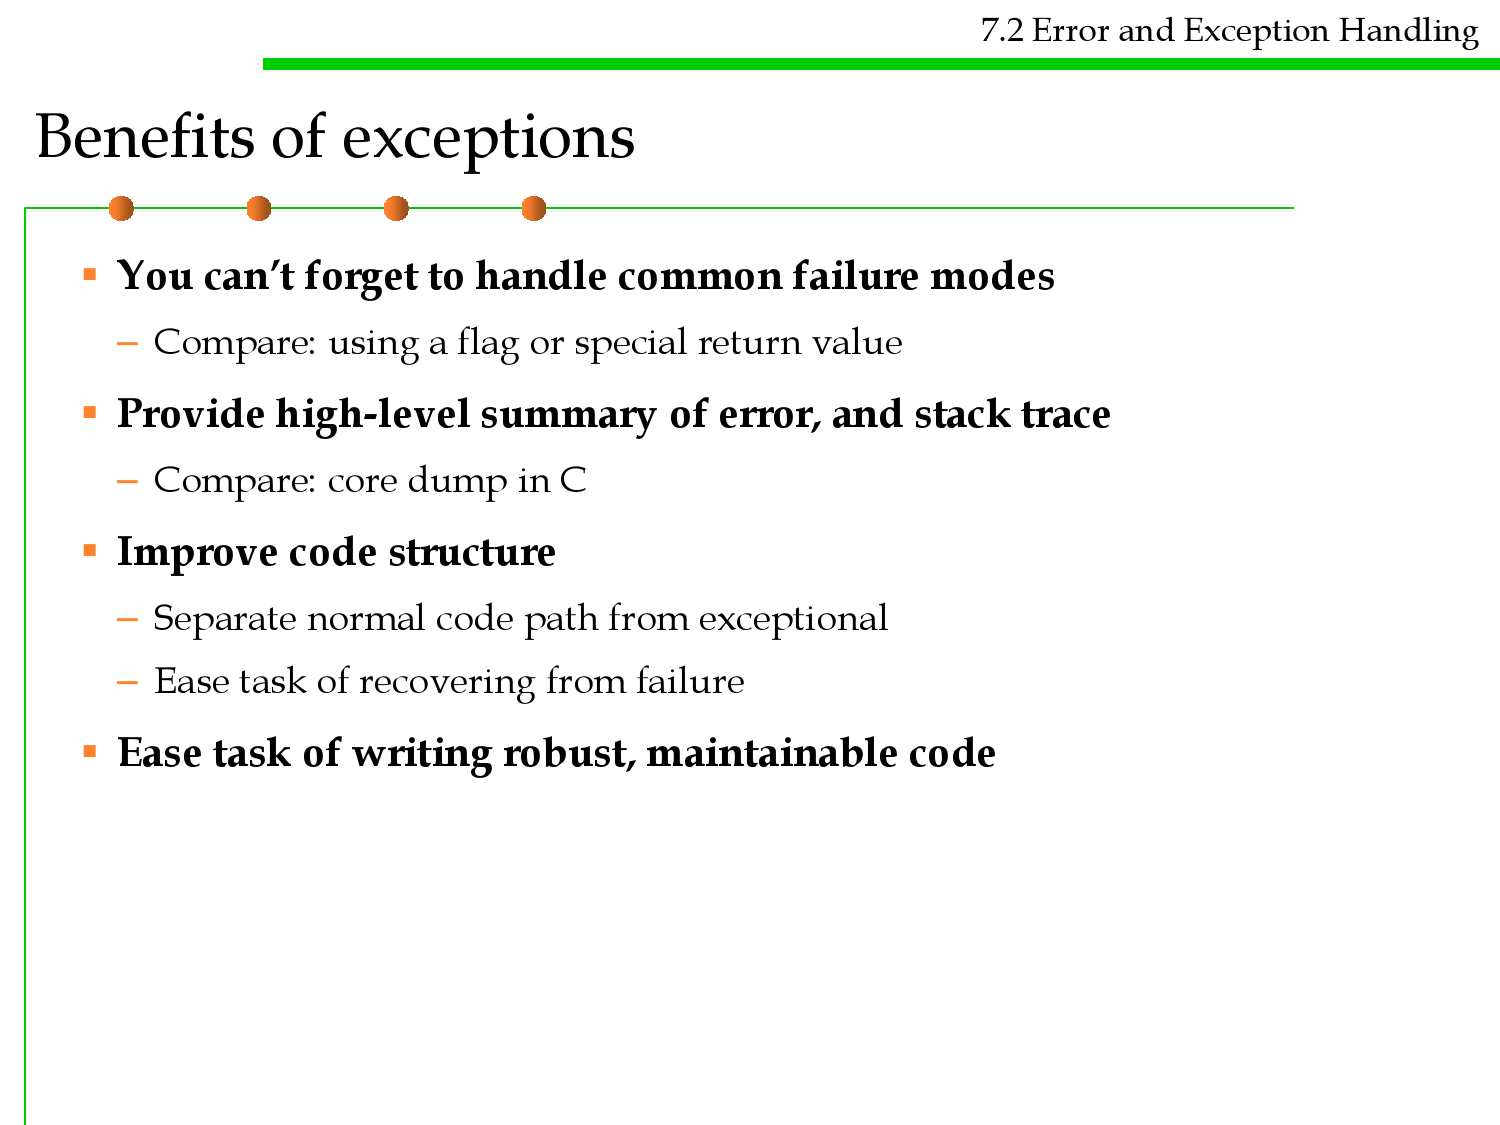 7.2 Error and Exception Handling
Benefits of exceptions
▪ You can’t forget to handle common failure modes
– Compare: using a flag or special return value
▪ Provide high-level summary of error, and stack trace
– Compare: core dump in C
▪ Improve code structure
– Separate normal code path from exceptional
– Ease task of recovering from failure
▪ Ease task of writing robust, maintainable code